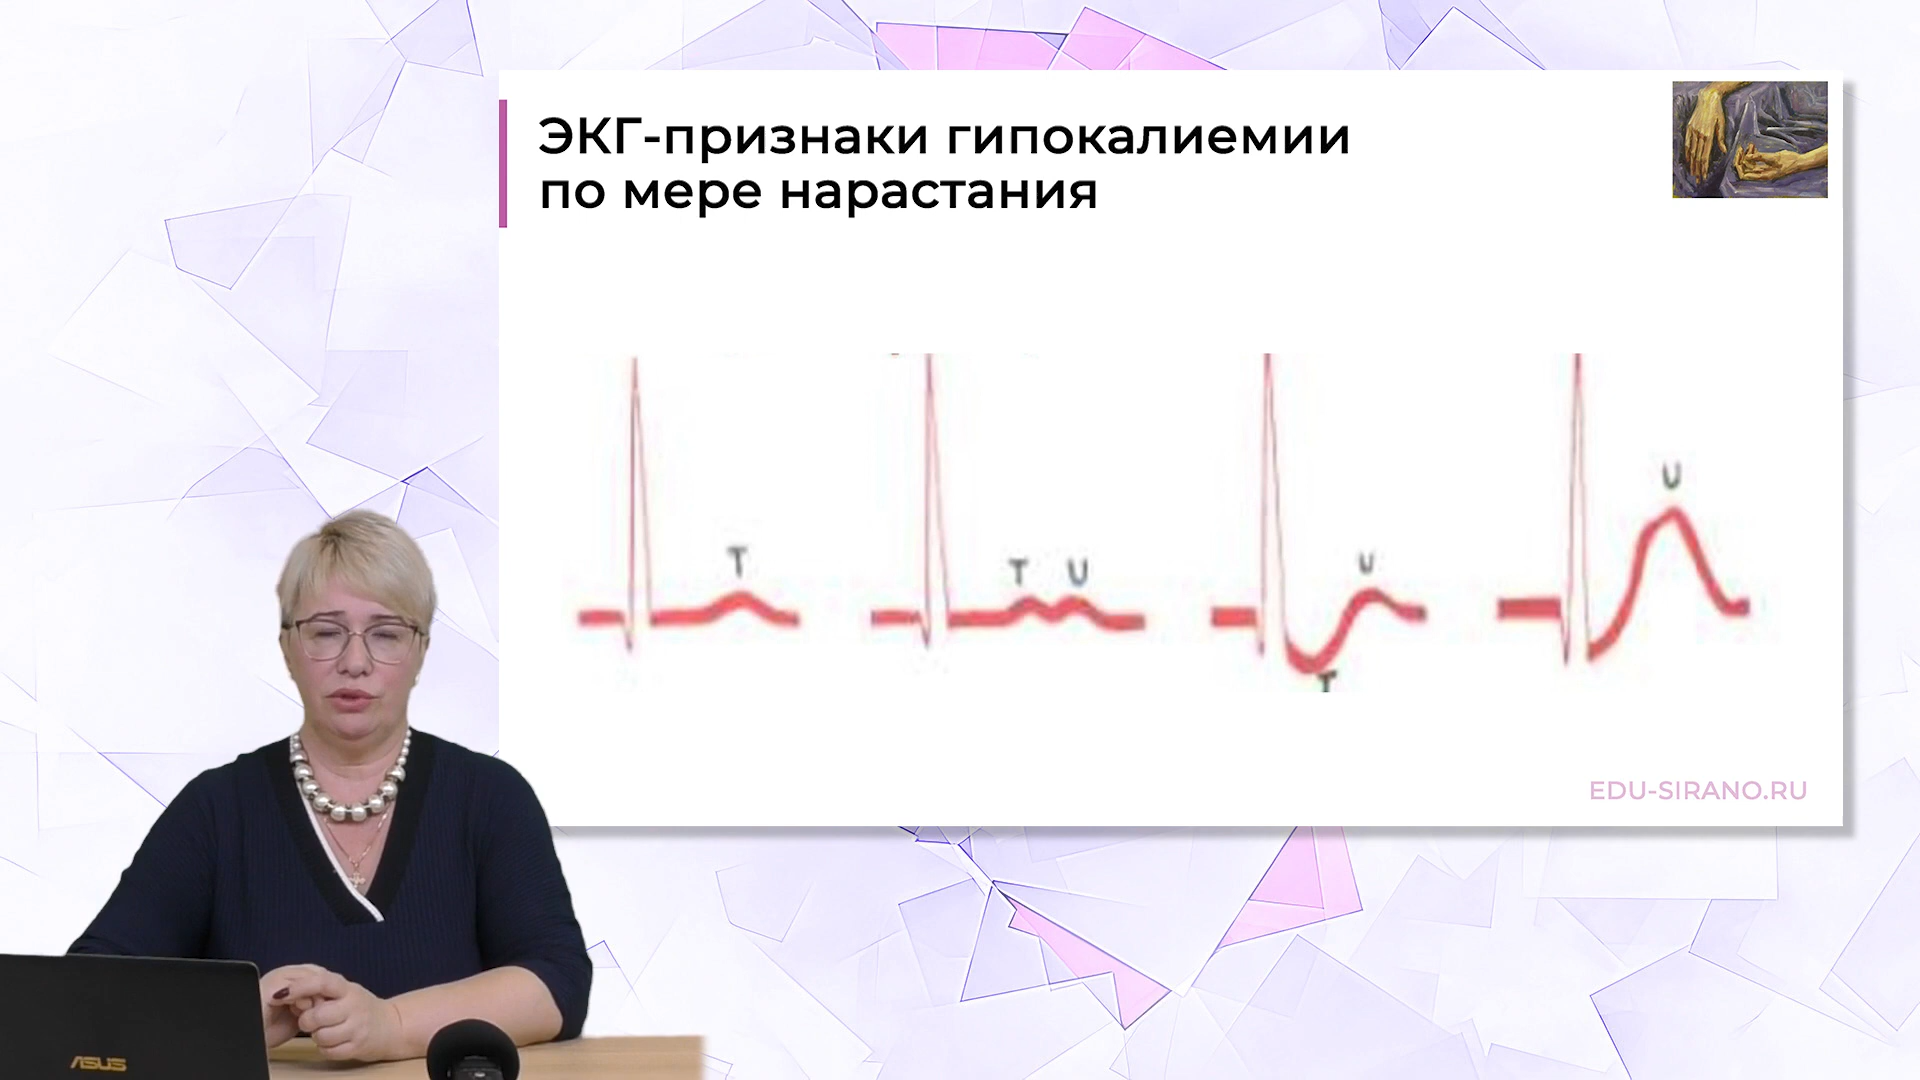 ЭКГ-признаки гипокалиемии
по мере нарастания
T
T U
U
T
U
EDU-SIRANO.RU
ASUS